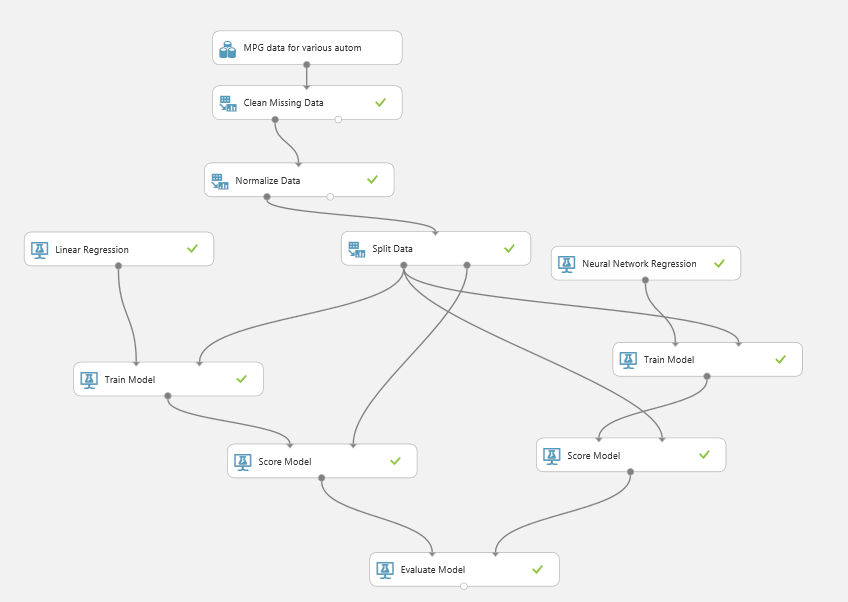 MPG data for various autom
Clean Missing Data
Normalize Data
Linear Regression
Split Data
Neural Network Regression
Train Model
Train Model
Score Model
Score Model
Evaluate Model